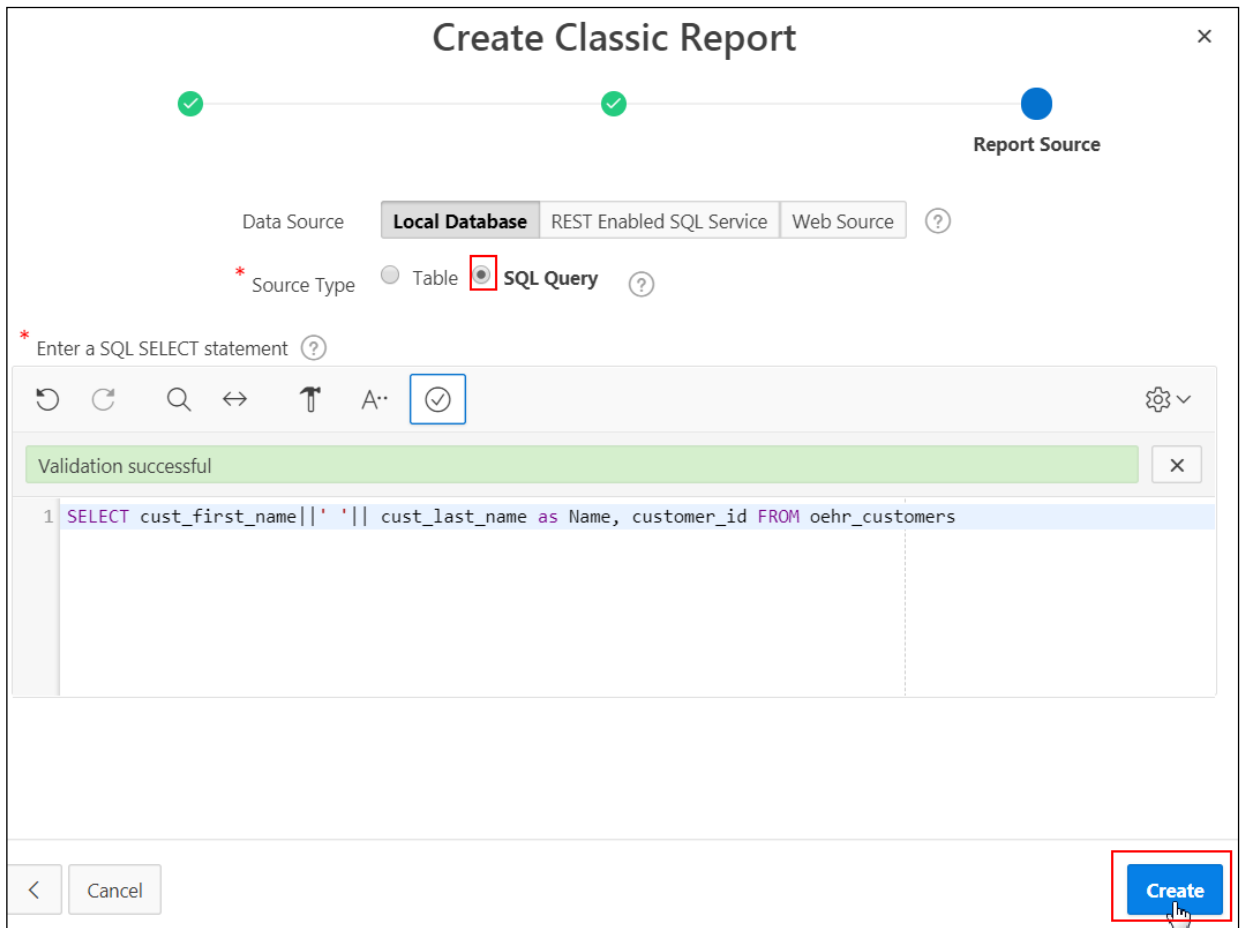 Create Classic Report
Report Source
Data Source Local Database REST Enabled SQL Service Web Source ?
* Source Type Table SQL Query ?
* Enter a SQL SELECT statement ?
A··
Validation successful
1 SELECT cust_first_name||' '|| cust_last_name as Name, customer_id FROM oehr_customers
Cancel Create